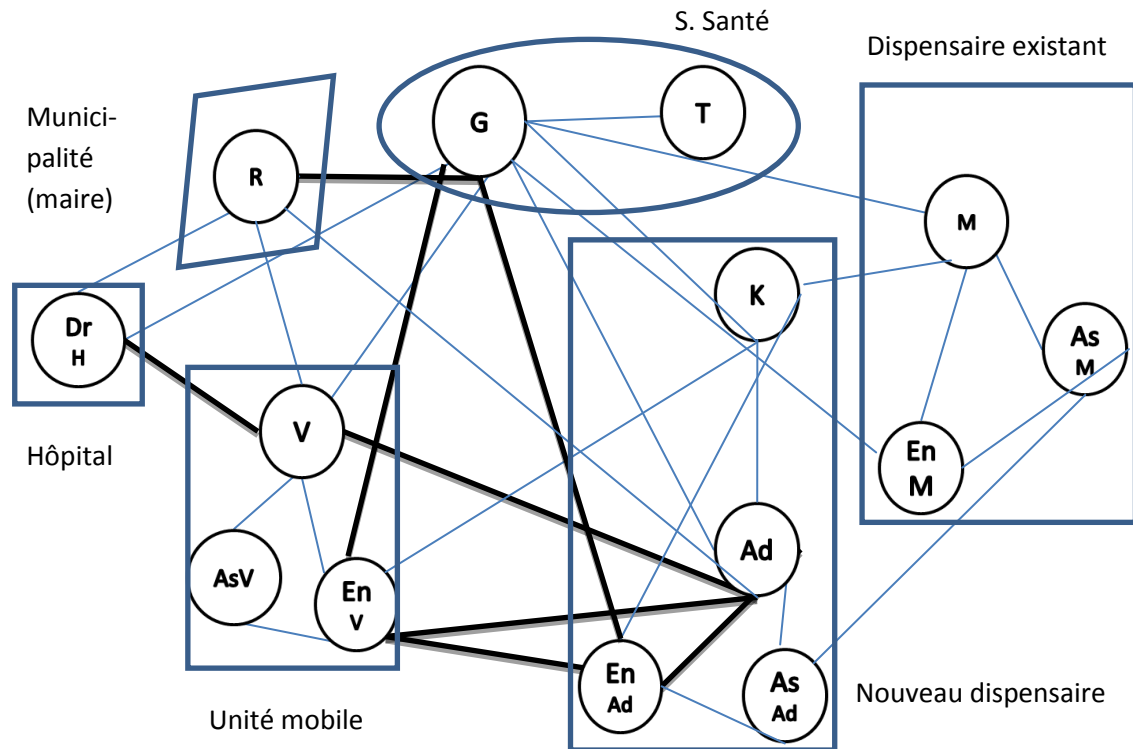 S. Santé
Dispensaire existant
Munici-
palité
(maire)
G
T
R
M
K
Dr
H
As
M
Hôpital
V
En
M
Ad
AsV
En
V
En
Ad
As
Ad
Nouveau dispensaire
Unité mobile